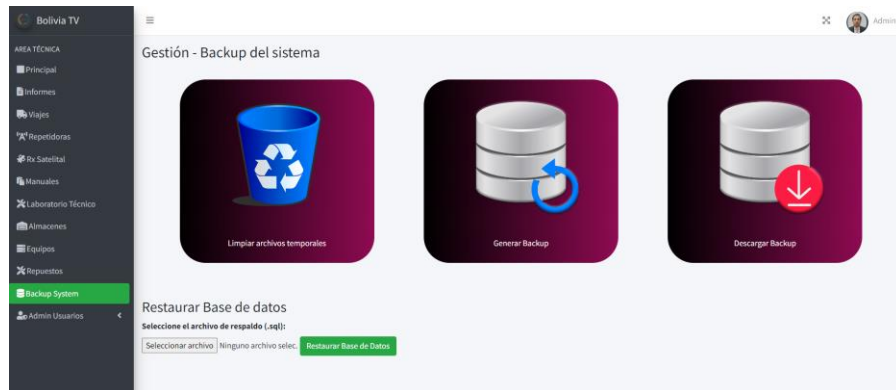 Bolivia TV
Admin
AREA TÉCNICA
Principal
Informes
Viajes
Repetidoras
Rx Satelital
Manuales
Laboratorio Técnico
Almacenes
Equipos
Repuestos
Backup System
Admin Usuarios
Gestión - Backup del sistema
Limpiar archivos temporales
Generar Backup
Descargar Backup
Restaurar Base de datos
Seleccione el archivo de respaldo (.sql):
Seleccionar archivo Ninguno archivo selec. Restaurar Base de Datos